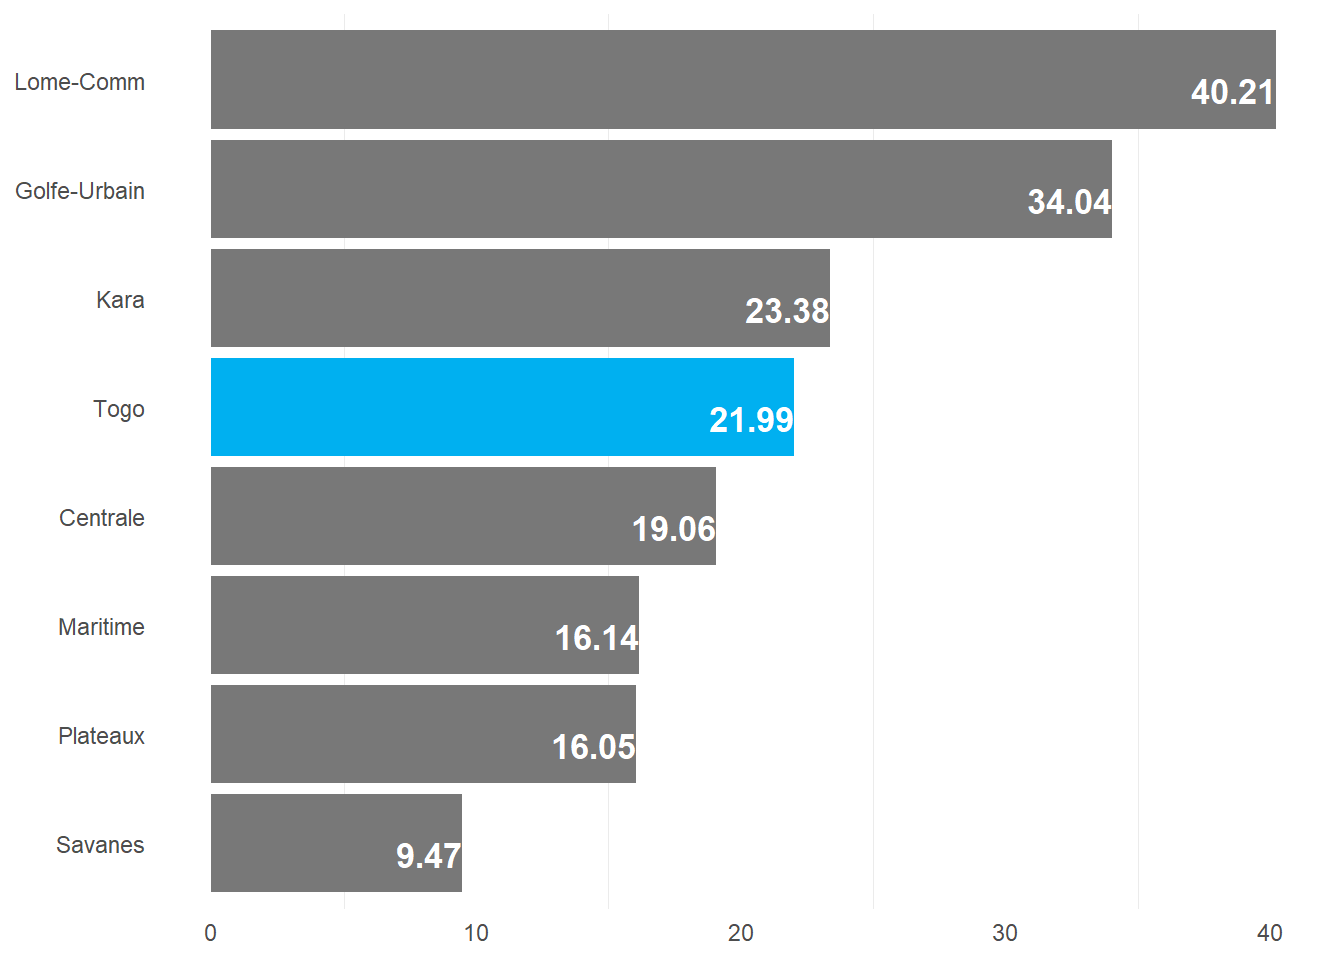 Lome-Comm 40.21
Golfe-Urbain 34.04
Kara 23.38
Togo 21.99
Centrale 19.06
Maritime 16.14
Plateaux 16.05
Savanes 9.47
0 10 20 30 40